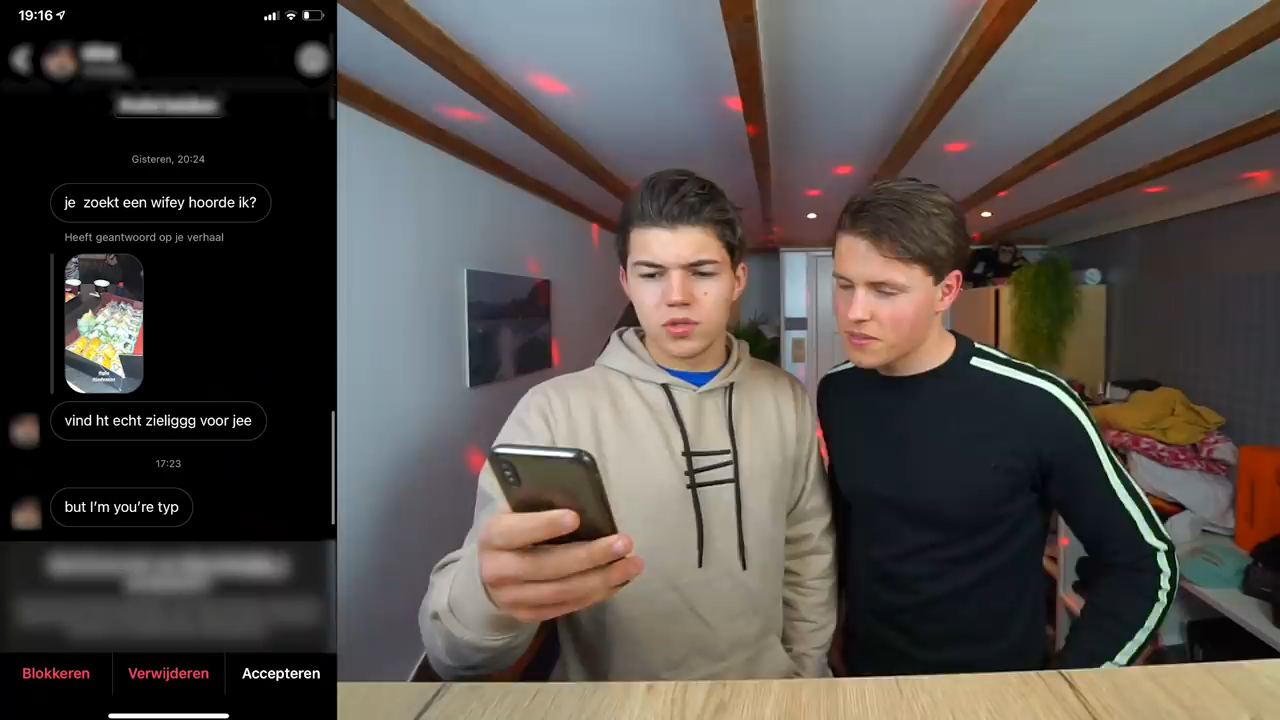 19:16
Gisteren, 20:24
je zoekt een wifey hoorde ik?
Heeft geantwoord op je verhaal
vind ht echt zieliggg voor jee
17:23
but I'm you're typ
Blokkeren
Verwijderen
Accepteren